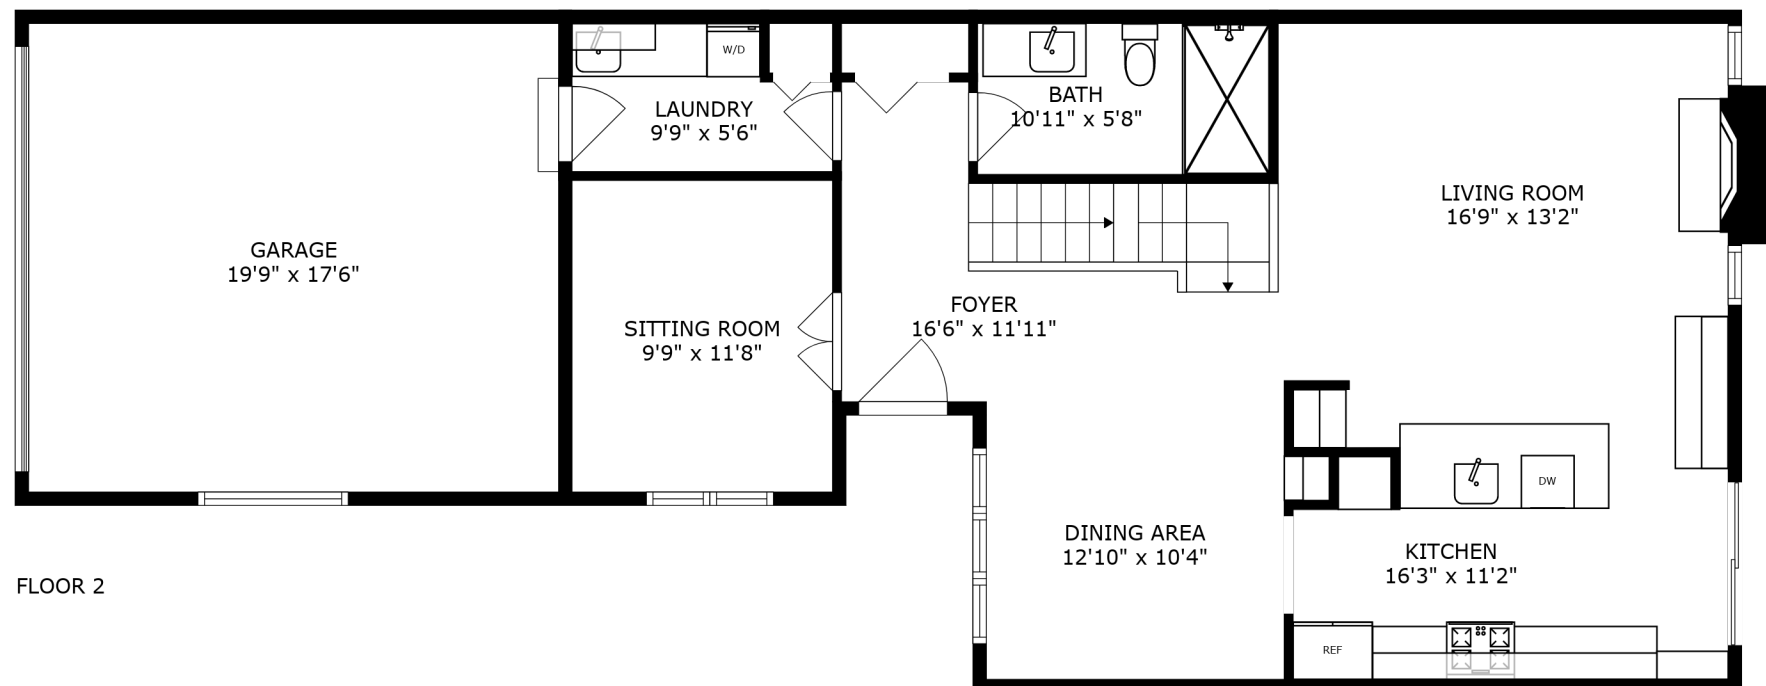 W/D
LAUNDRY
9'9" x 5'6"
BATH
10'11" x 5'8"
LIVING ROOM
16'9" x 13'2"
GARAGE
19'9" x 17'6"
SITTING ROOM
9'9" x 11'8"
FOYER
16'6" x 11'11"
DW
DINING AREA
12'10" x 10'4"
KITCHEN
16'3" x 11'2"
FLOOR 2
REF